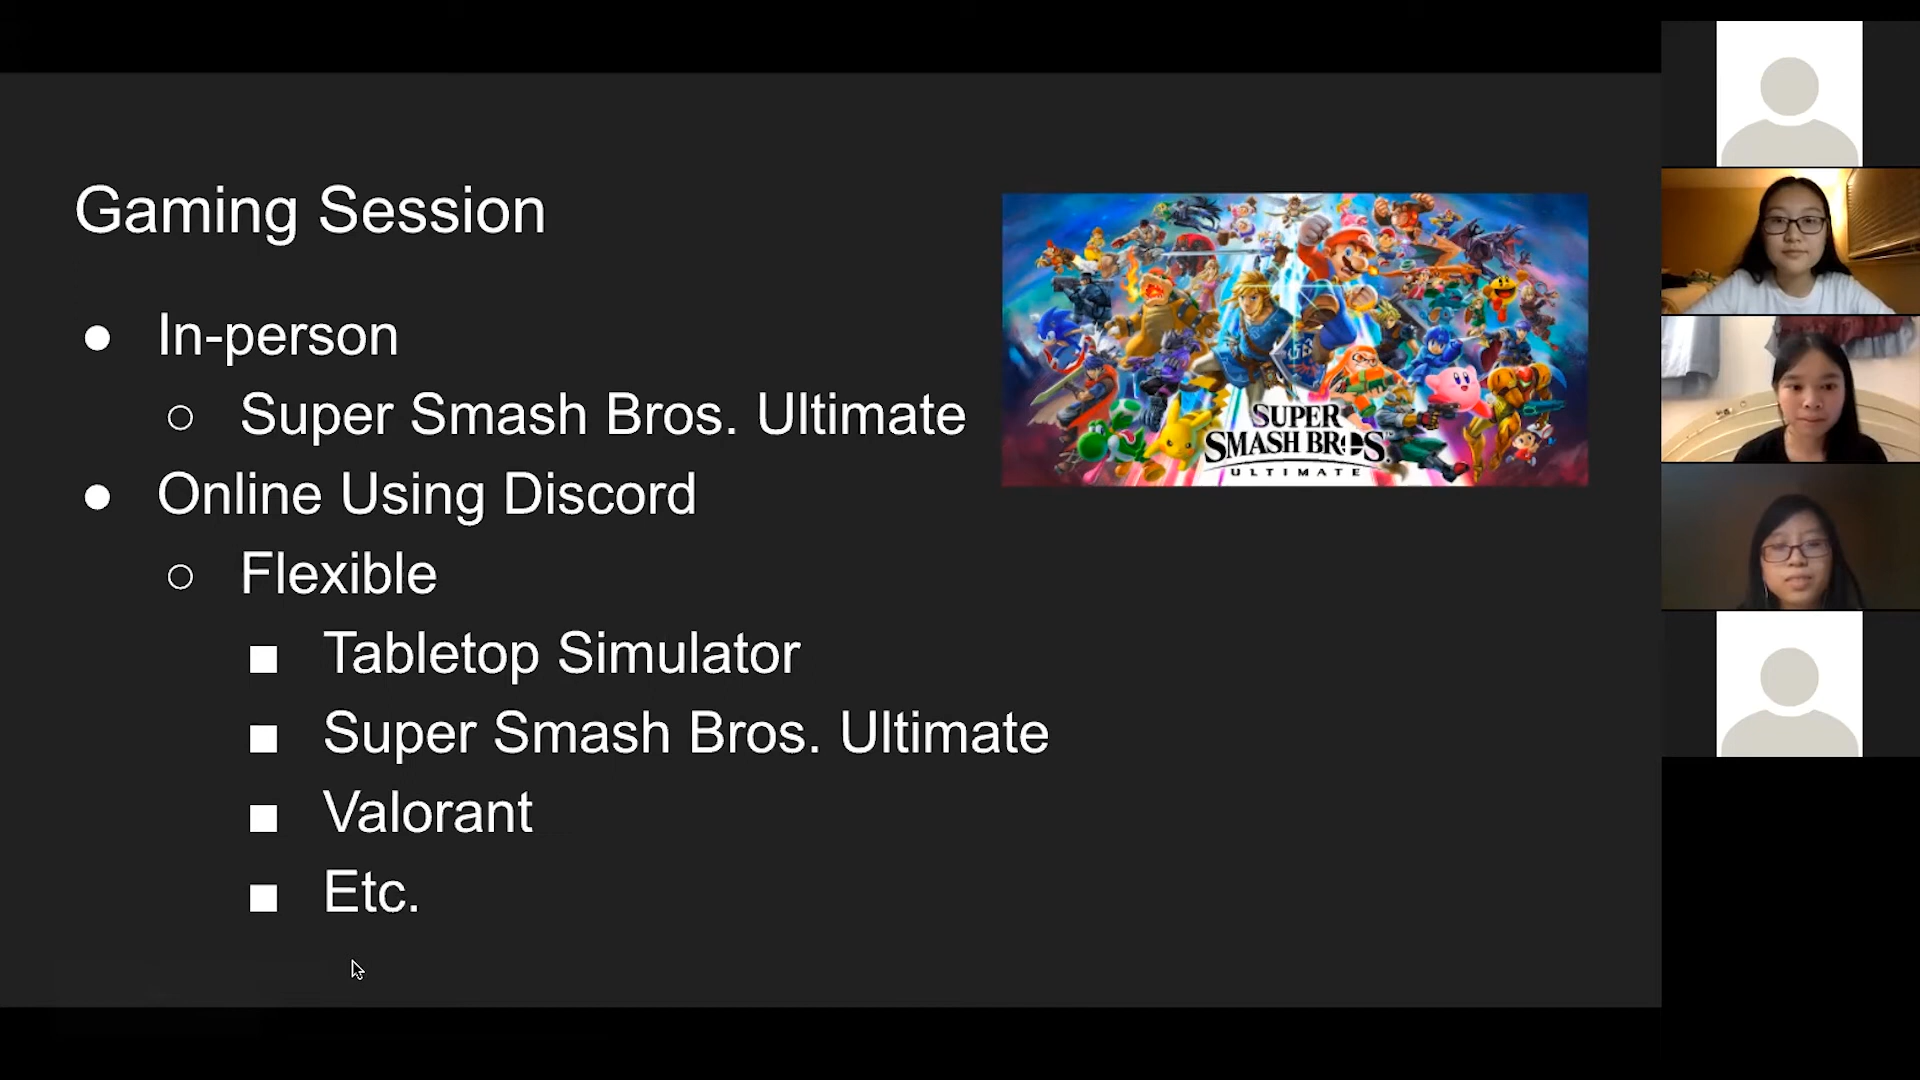 Gaming Session
In-person
Super Smash Bros. Ultimate
Online Using Discord
Flexible
Tabletop Simulator
Super Smash Bros. Ultimate
Valorant
Etc.
SUPER
SMASH BROS.
ULTIMATE